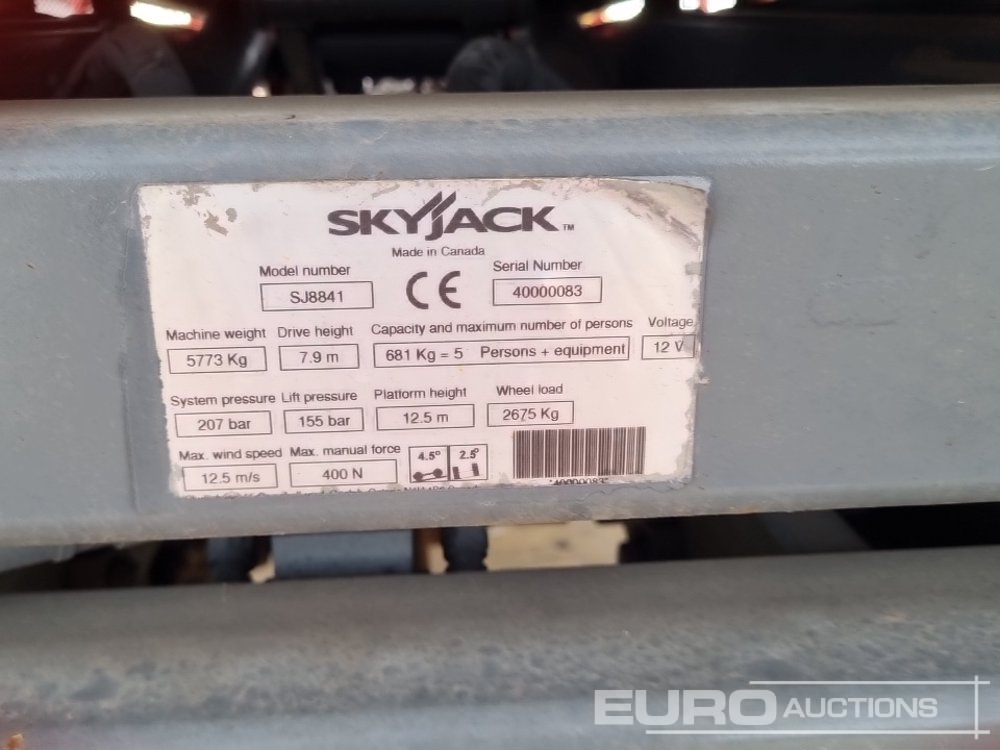 SKYJACK™
Made in Canada
Model number Serial Number
SJ8841 CE 40000083
Machine weight Drive height Capacity and maximum number of persons Voltage
5773 Kg 7.9 m 681 Kg = 5 Persons + equipment 12 V
System pressure Lift pressure Platform height Wheel load
207 bar 155 bar 12.5 m 2675 Kg
Max. wind speed Max. manual force 4.5° 2.5°
12.5 m/s 400 N
*40000083*
EURO AUCTIONS